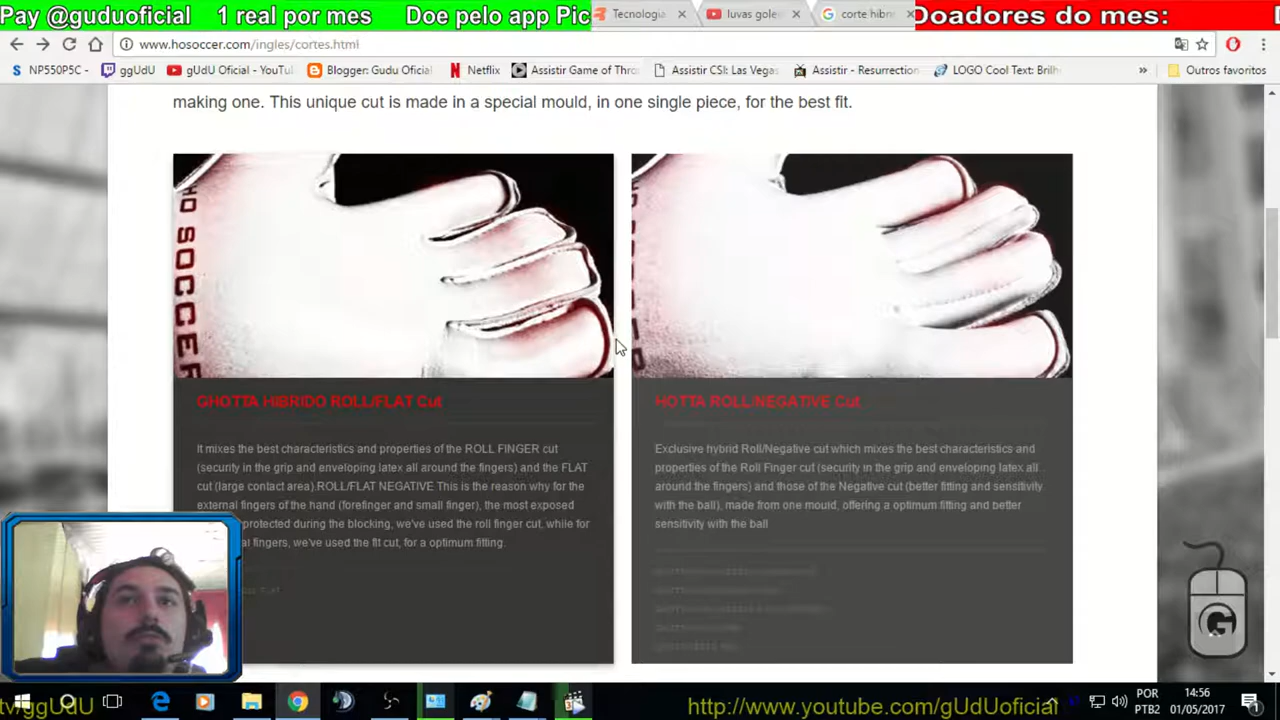 Pay @guduoficial 1 real por mes Doe pelo app Pic
Doadores do mes:
Tecnologia
luvas gole
corte hibri
www.hosoccer.com/ingles/cortes.html
NP550P5C -
ggUdU
gUdU Oficial - YouTu
Blogger: Gudu Oficial
Netflix
Assistir Game of Thro
Assistir CSI: Las Vegas
Assistir - Resurrection
LOGO Cool Text: Brilh
»
Outros favoritos
making one. This unique cut is made in a special mould, in one single piece, for the best fit.
HO SOCCER
GHOTTA HIBRIDO ROLL/FLAT Cut
It mixes the best characteristics and properties of the ROLL FINGER cut
(security in the grip and enveloping latex all around the fingers) and the FLAT
cut (large contact area).ROLL/FLAT NEGATIVE This is the reason why for the
external fingers of the hand (forefinger and small finger), the most exposed
protected during the blocking, we've used the roll finger cut, while for
al fingers, we've used the fit cut, for a optimum fitting.
HO SOCCER
HOTTA ROLL/NEGATIVE Cut
Exclusive hybrid Roll/Negative cut which mixes the best characteristics and
properties of the Roll Finger cut (security in the grip and enveloping latex all
around the fingers) and those of the Negative cut (better fitting and sensitivity
with the ball), made from one mould, offering a optimum fitting and better
sensitivity with the ball
G
tv/ggUdU
http://www.youtube.com/gUdUoficial
POR
PTB2
14:56
01/05/2017